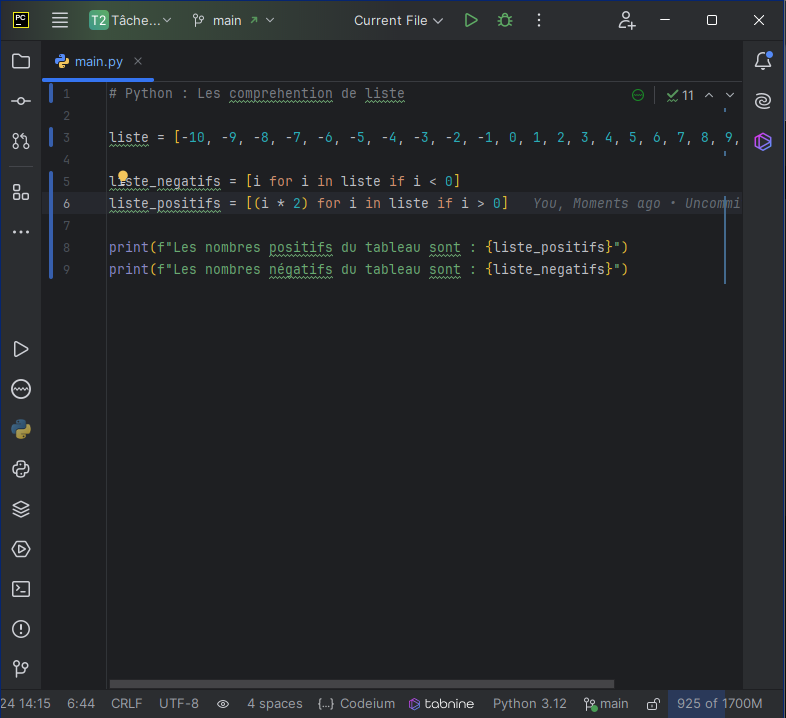 PC T2 Tâche... main Current File
main.py
1 # Python : Les comprehention de liste 11
2
3 liste = [-10, -9, -8, -7, -6, -5, -4, -3, -2, -1, 0, 1, 2, 3, 4, 5, 6, 7, 8, 9,
4
5 liste_negatifs = [i for i in liste if i < 0]
6 liste_positifs = [(i * 2) for i in liste if i > 0] You, Moments ago • Uncommi
7
8 print(f"Les nombres positifs du tableau sont : {liste_positifs}")
9 print(f"Les nombres négatifs du tableau sont : {liste_negatifs}")
24 14:15 6:44 CRLF UTF-8 4 spaces {...} Codeium tabnine Python 3.12 main 925 of 1700M